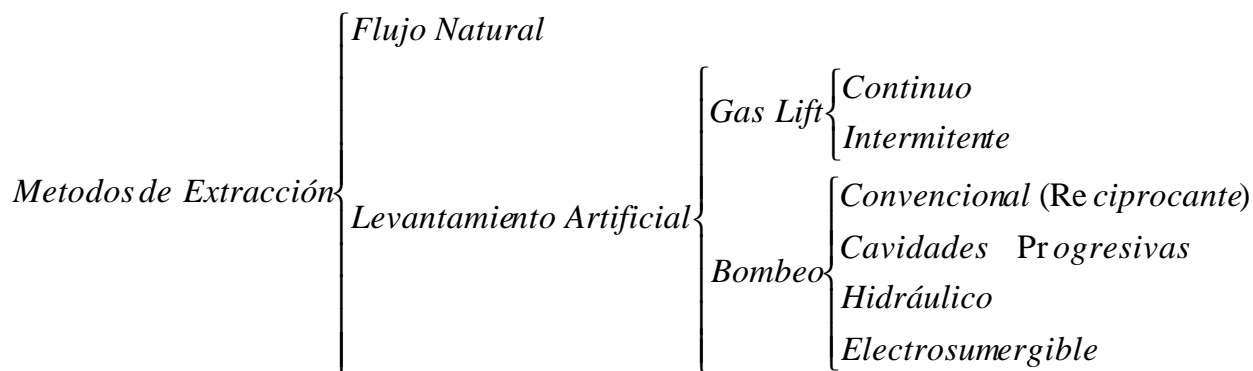 Flujo Natural
Continuo
Gas Lift
Intermitente
Metodos de Extracción
Convencional (Reciprocante)
Levantamiento Artificial
Cavidades Progresivas
Bombeo
Hidráulico
Electrosumergible